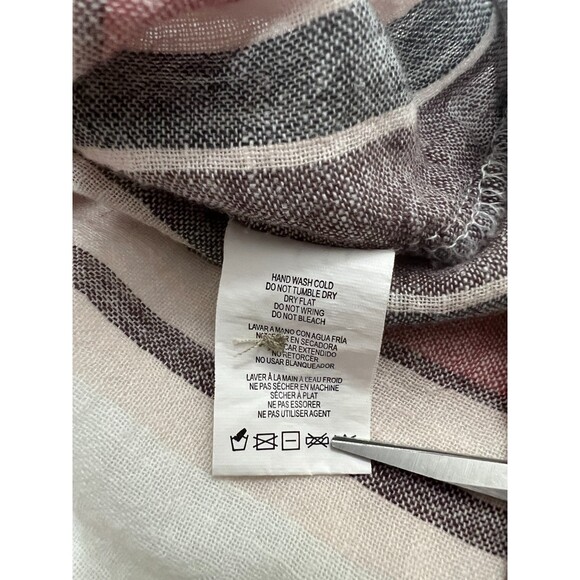 HAND WASH COLD
DO NOT TUMBLE DRY
DRY FLAT
DO NOT WRING
DO NOT BLEACH
LAVAR A MANO CON AGUA FRÍA
EN SECADORA
EXTENDIDO
NO RETORCER
NO USAR BLANQUEADOR
LAVER À LA MAIN A L'EAU FROID
NE PAS SÉCHER EN MACHINE
SÉCHER À PLAT
NE PAS ESSORER
NE PAS UTILISER AGENT